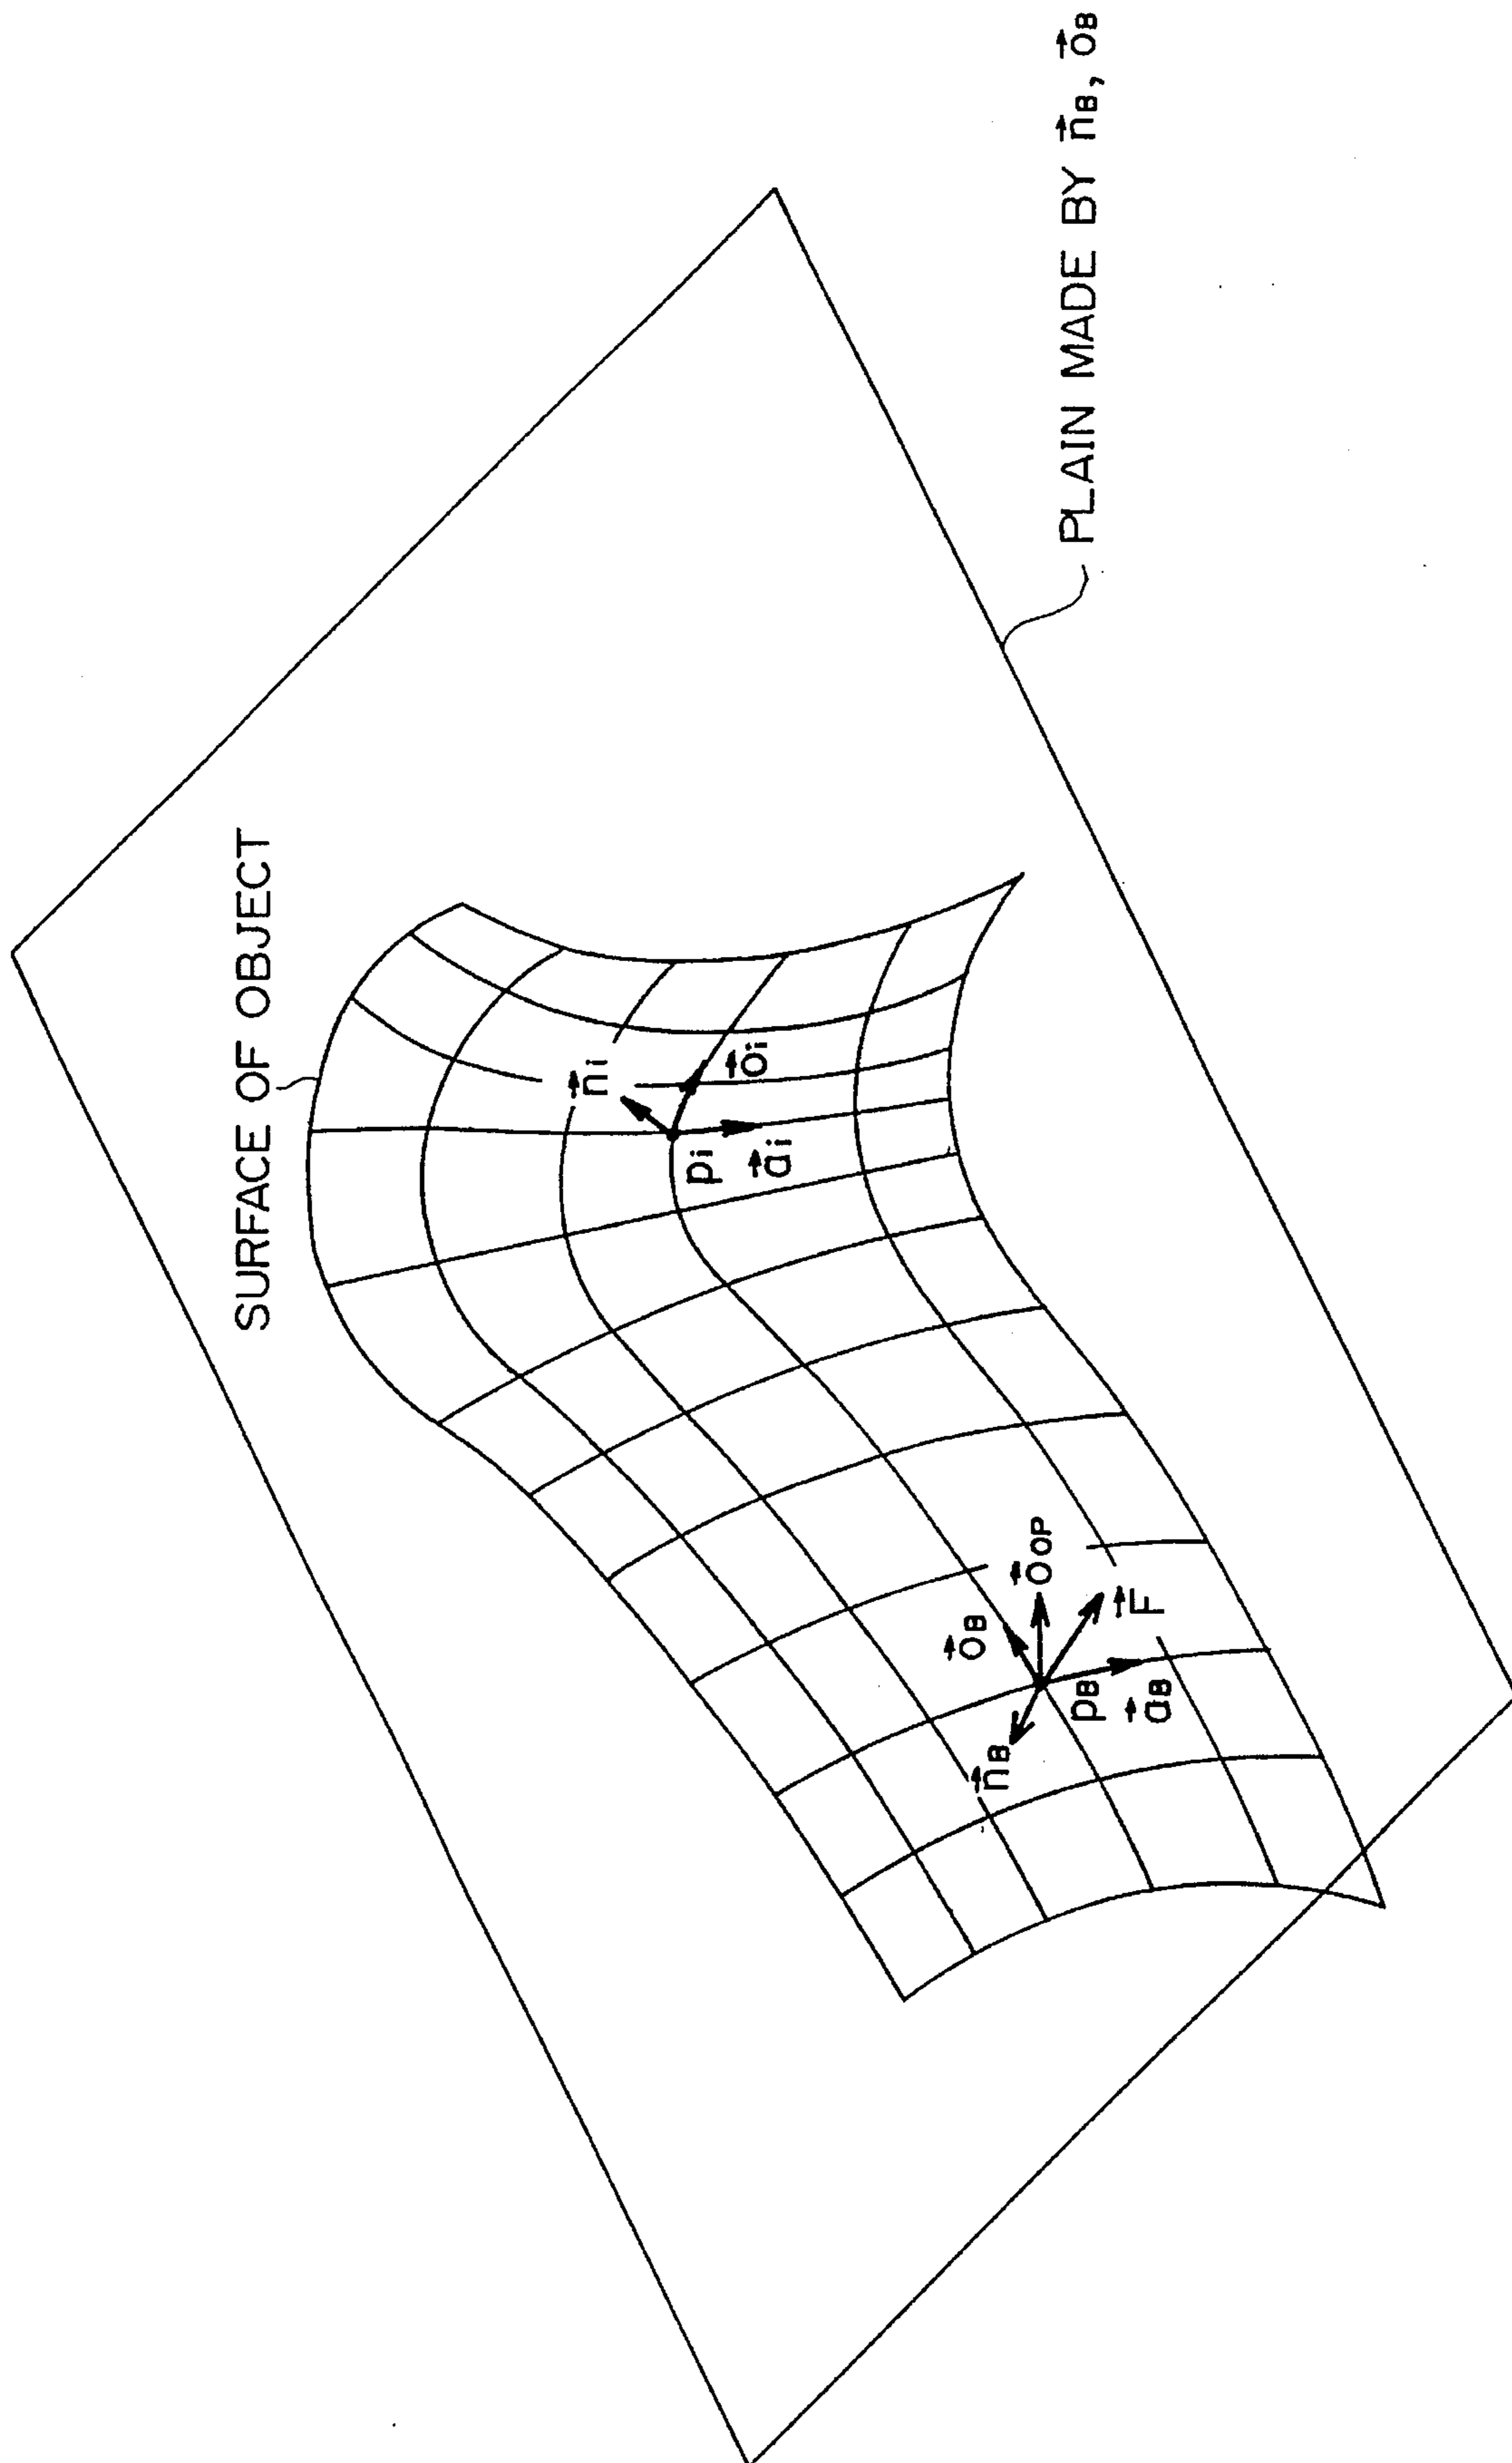 SURFACE OF OBJECT
n⃗i
o⃗i
pi
a⃗i
o⃗B
o⃗OP
n⃗B
pB
F⃗
a⃗B
PLAIN MADE BY n⃗B, o⃗B